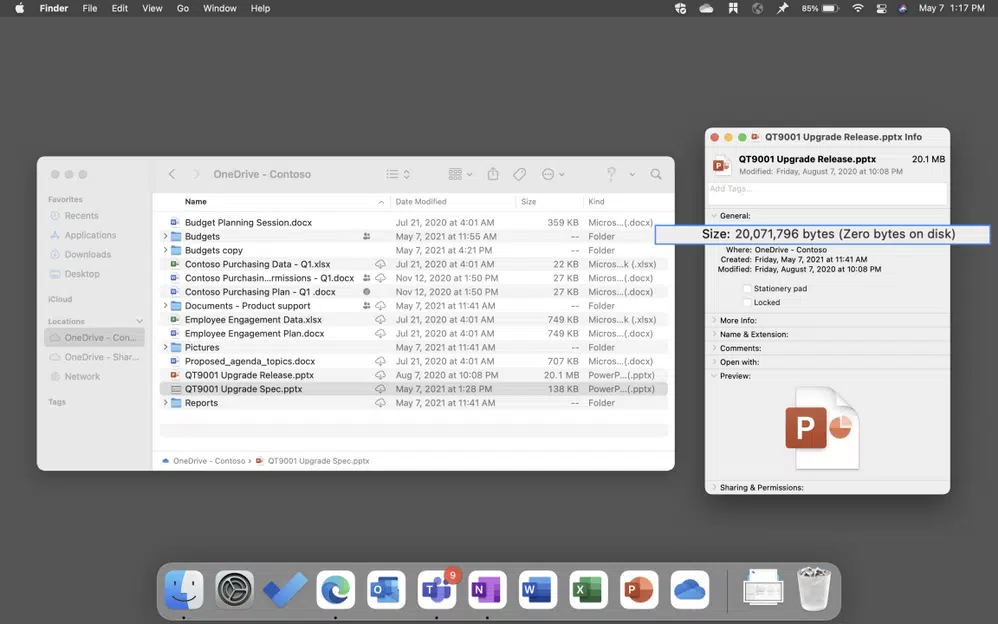 Finder File Edit View Go Window Help 85% May 7 1:17 PM
OneDrive - Contoso
Favorites
Recents
Applications
Downloads
Desktop
iCloud
Locations
OneDrive - Con...
OneDrive - Shar...
Network
Tags
Name Date Modified Size Kind
Budget Planning Session.docx Jul 21, 2020 at 4:01 AM 359 KB Micros...(.docx)
Budgets May 7, 2021 at 11:55 AM -- Folder
Budgets copy May 7, 2021 at 4:21 PM -- Folder
Contoso Purchasing Data - Q1.xlsx Jul 21, 2020 at 4:01 AM 22 KB Micros...k (.xlsx)
Contoso Purchasin...rmissions - Q1.docx Nov 12, 2020 at 1:50 PM 27 KB Micros...(.docx)
Contoso Purchasing Plan - Q1 .docx Nov 12, 2020 at 1:50 PM 27 KB Micros...(.docx)
Documents - Product support May 7, 2021 at 11:41 AM -- Folder
Employee Engagement Data.xlsx Jul 21, 2020 at 4:01 AM 749 KB Micros...k (.xlsx)
Employee Engagement Plan.docx Jul 21, 2020 at 4:01 AM 749 KB Micros...(.docx)
Pictures May 7, 2021 at 11:41 AM -- Folder
Proposed_agenda_topics.docx Jul 21, 2020 at 4:01 AM 707 KB Micros...(.docx)
QT9001 Upgrade Release.pptx Aug 7, 2020 at 10:08 PM 20.1 MB PowerP...(.pptx)
QT9001 Upgrade Spec.pptx May 7, 2021 at 1:28 PM 138 KB PowerP...(.pptx)
Reports May 7, 2021 at 11:41 AM -- Folder
OneDrive - Contoso › QT9001 Upgrade Spec.pptx
QT9001 Upgrade Release.pptx Info
QT9001 Upgrade Release.pptx 20.1 MB
Modified: Friday, August 7, 2020 at 10:08 PM
Add Tags...
General:
Size: 20,071,796 bytes (Zero bytes on disk)
Where: OneDrive - Contoso
Created: Friday, May 7, 2021 at 11:41 AM
Modified: Friday, August 7, 2020 at 10:08 PM
Stationery pad
Locked
More Info:
Name & Extension:
Comments:
Open with:
Preview:
P
Sharing & Permissions:
9
O T N W X P